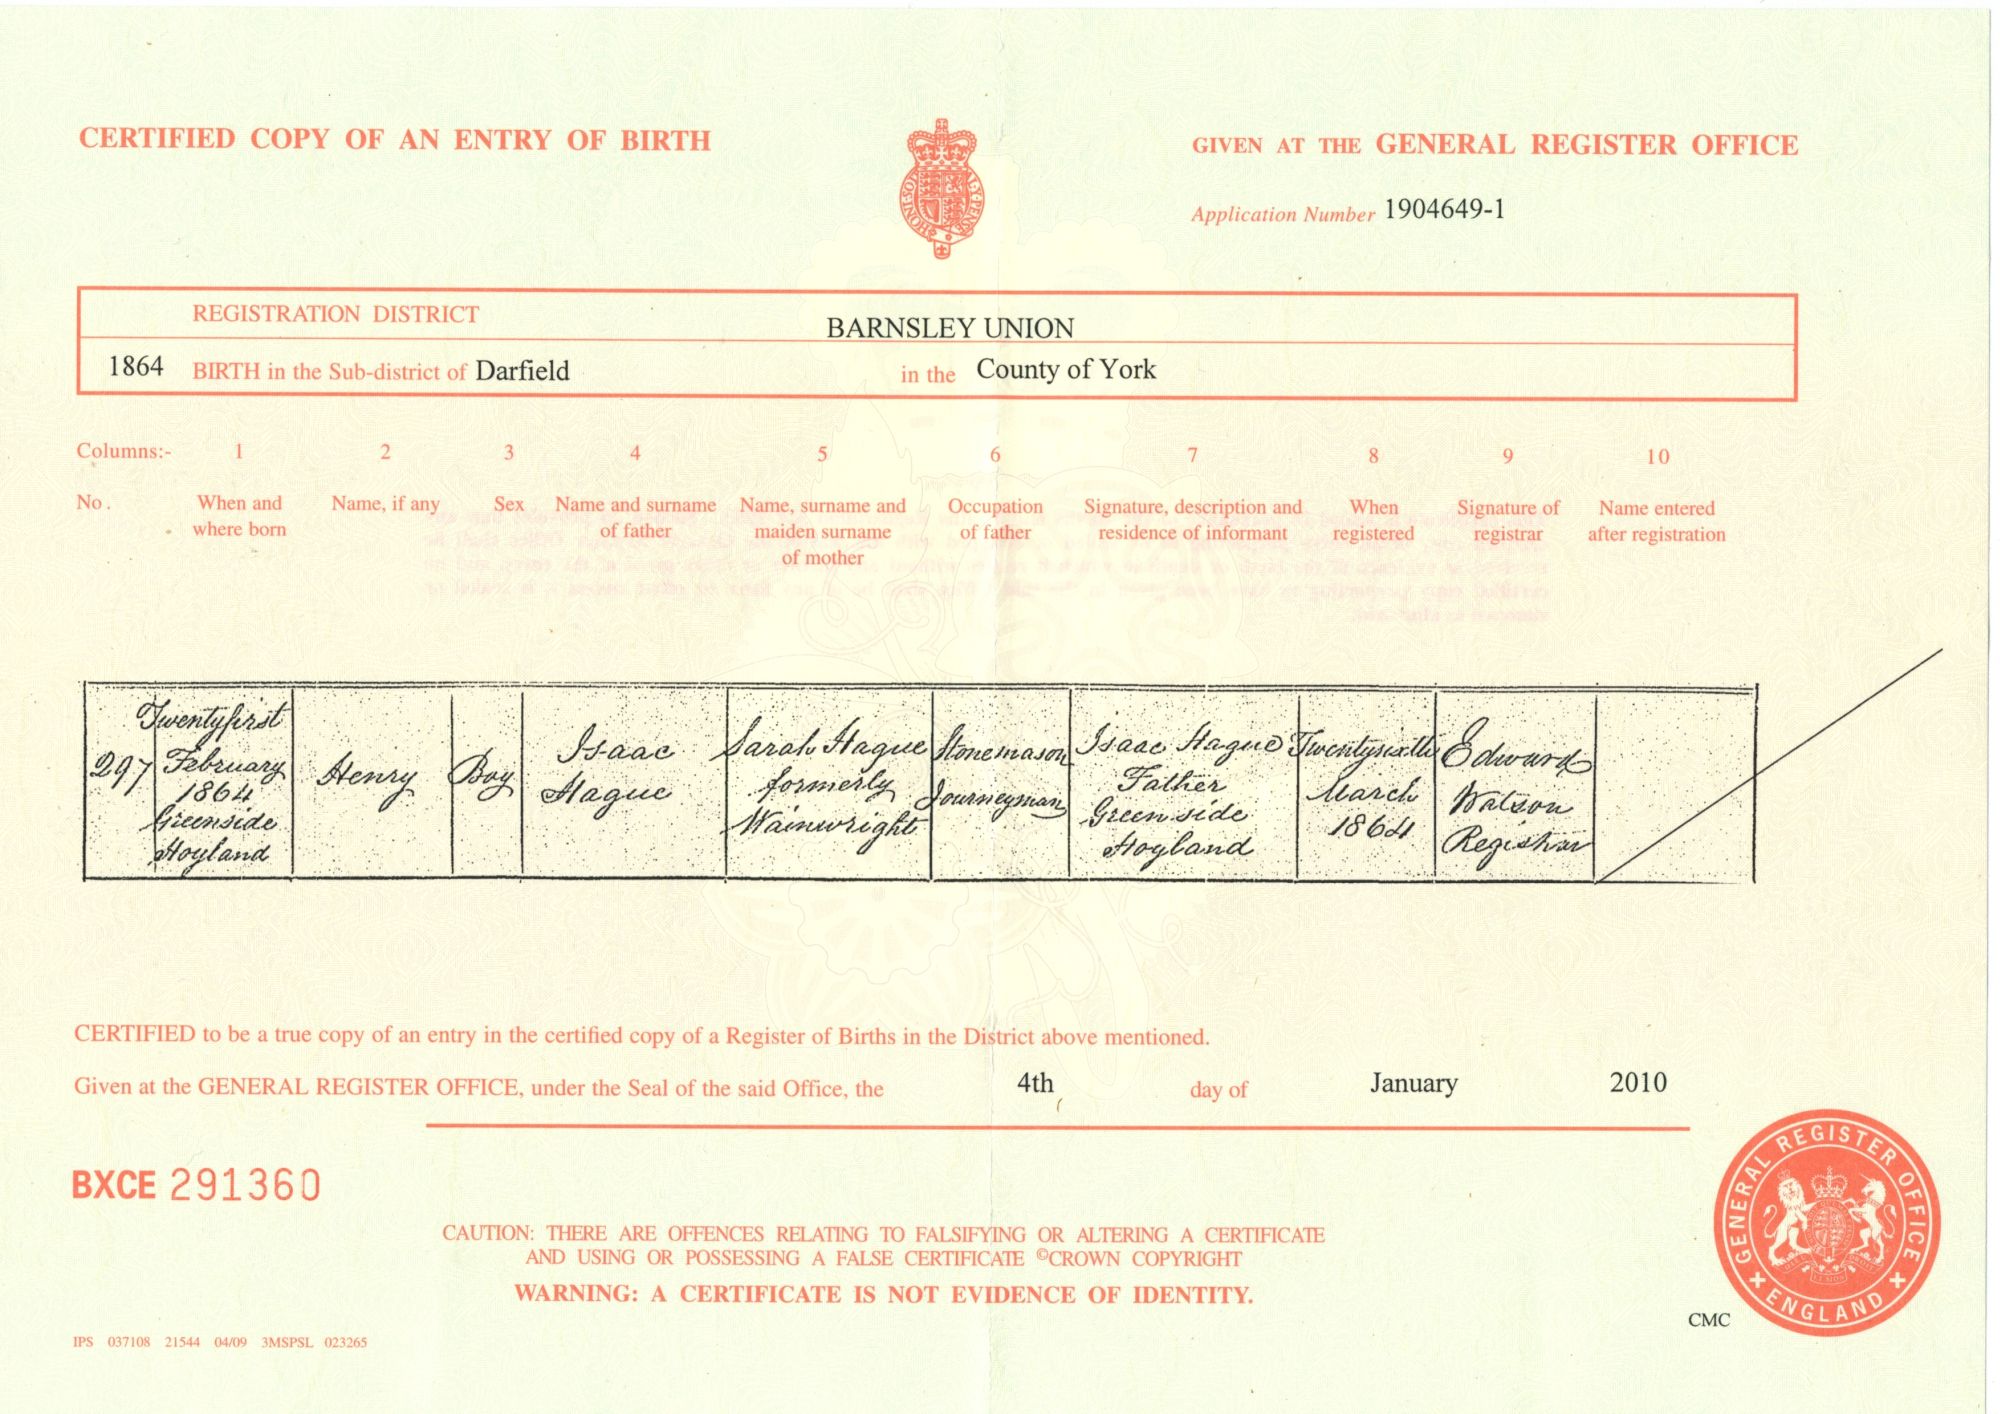 CERTIFIED COPY OF AN ENTRY OF BIRTH
GIVEN AT THE GENERAL REGISTER OFFICE
Application Number 1904649-1
REGISTRATION DISTRICT BARNSLEY UNION
1864 BIRTH in the Sub-district of Darfield in the County of York
Columns:- 1 2 3 4 5 6 7 8 9 10
No. When and where born
Name, if any
Sex
Name and surname of father
Name, surname and maiden surname of mother
Occupation of father
Signature, description and residence of informant
When registered
Signature of registrar
Name entered after registration
297
Twentyfirst
February
1864
Greenside
Hoyland
Henry
Boy
Isaac
Hague
Sarah Hague
formerly
Wainwright
Stonemason
Journeyman
Isaac Hague
Father
Green side
Hoyland
Twentysixth
March
1864
Edward
Watson
Registrar
CERTIFIED to be a true copy of an entry in the certified copy of a Register of Births in the District above mentioned.
Given at the GENERAL REGISTER OFFICE, under the Seal of the said Office, the 4th day of January 2010
BXCE 291360
CAUTION: THERE ARE OFFENCES RELATING TO FALSIFYING OR ALTERING A CERTIFICATE
AND USING OR POSSESSING A FALSE CERTIFICATE ©CROWN COPYRIGHT
WARNING: A CERTIFICATE IS NOT EVIDENCE OF IDENTITY.
GENERAL REGISTER OFFICE
ENGLAND
CMC
IPS 037108 21544 04/09 3MSPSL 023265